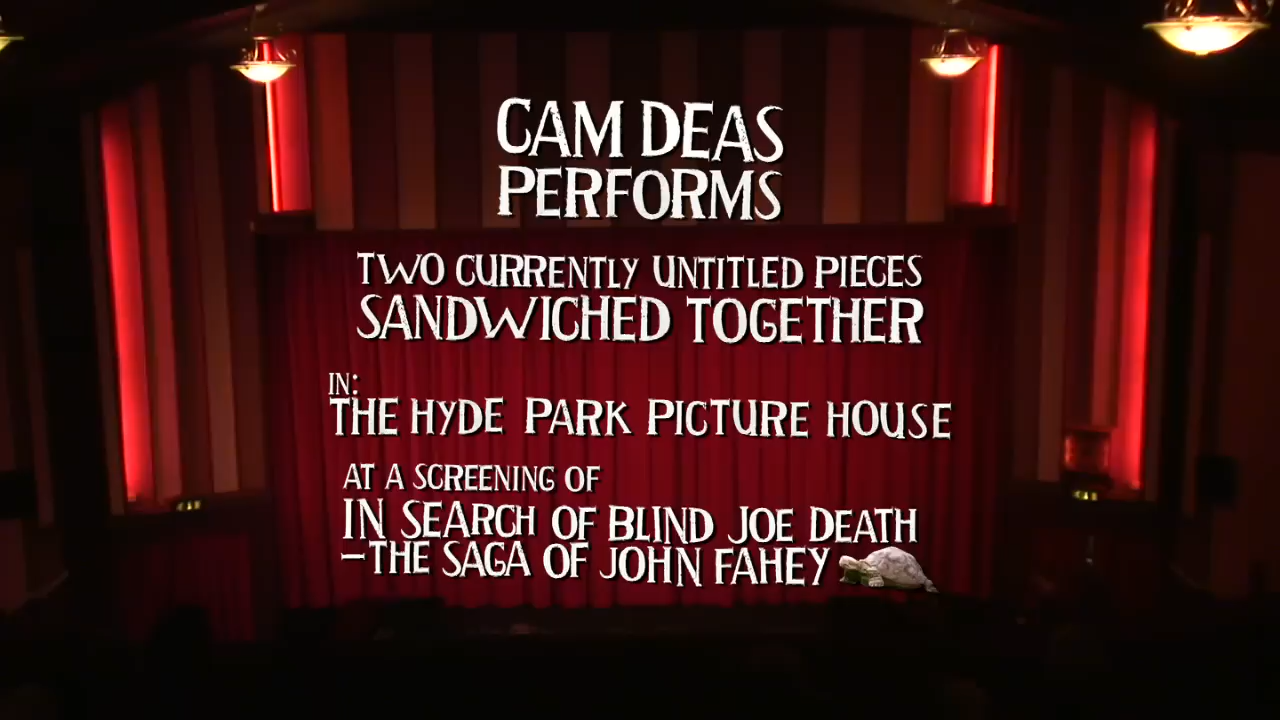 CAM DEAS
PERFORMS
TWO CURRENTLY UNTITLED PIECES
SANDWICHED TOGETHER
IN:
THE HYDE PARK PICTURE HOUSE
AT A SCREENING OF
IN SEARCH OF BLIND JOE DEATH
-THE SAGA OF JOHN FAHEY